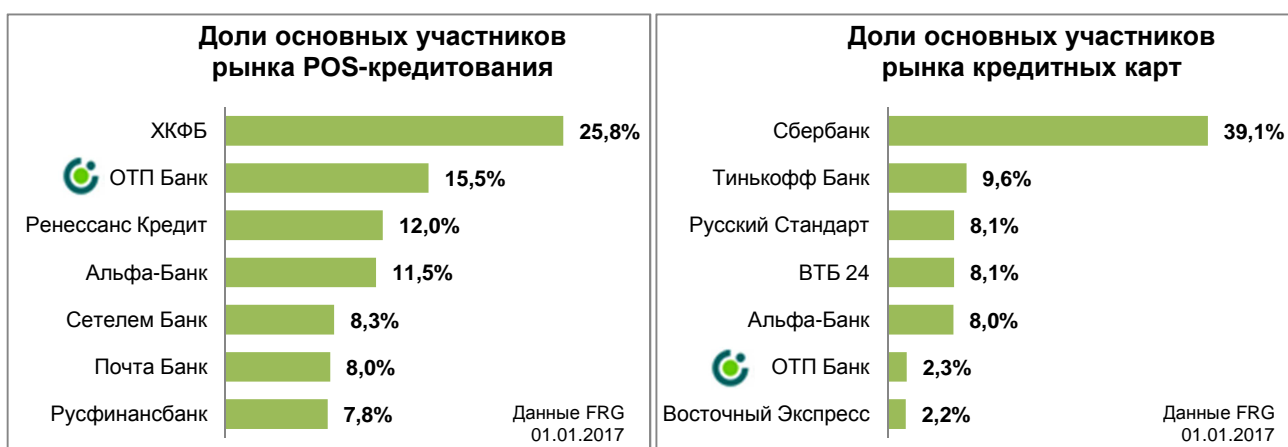 Доли основных участников
рынка POS-кредитования
ХКФБ 25,8%
ОТП Банк 15,5%
Ренессанс Кредит 12,0%
Альфа-Банк 11,5%
Сетелем Банк 8,3%
Почта Банк 8,0%
Русфинансбанк 7,8%
Данные FRG
01.01.2017
Доли основных участников
рынка кредитных карт
Сбербанк 39,1%
Тинькофф Банк 9,6%
Русский Стандарт 8,1%
ВТБ 24 8,1%
Альфа-Банк 8,0%
ОТП Банк 2,3%
Восточный Экспресс 2,2%
Данные FRG
01.01.2017